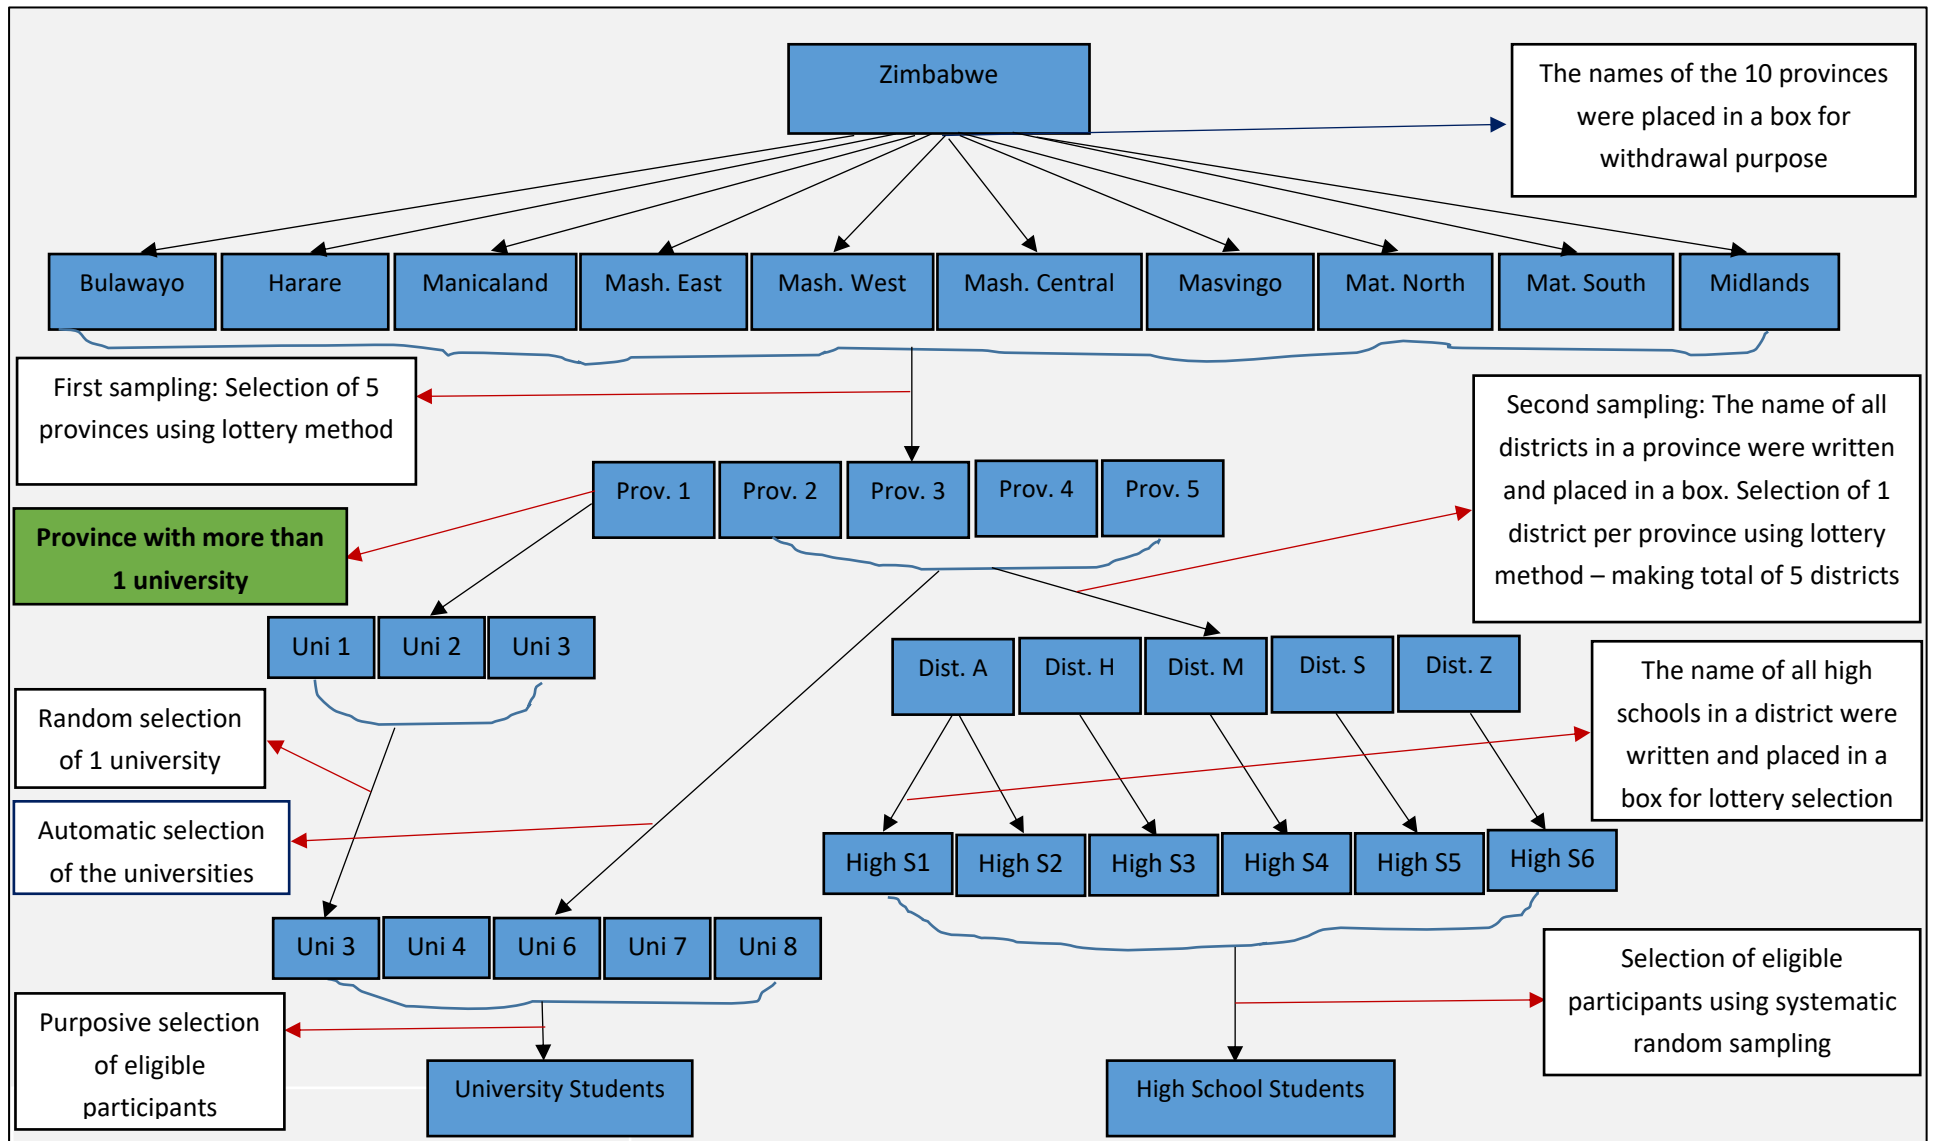 Zimbabwe
The names of the 10 provinces
were placed in a box for
withdrawal purpose
Bulawayo
Harare
Manicaland
Mash. East
Mash. West
Mash. Central
Masvingo
Mat. North
Mat. South
Midlands
First sampling: Selection of 5
provinces using lottery method
Second sampling: The name of all
districts in a province were written
and placed in a box. Selection of 1
district per province using lottery
method – making total of 5 districts
Prov. 1
Prov. 2
Prov. 3
Prov. 4
Prov. 5
Province with more than
1 university
Uni 1
Uni 2
Uni 3
Dist. A
Dist. H
Dist. M
Dist. S
Dist. Z
The name of all high
schools in a district were
written and placed in a
box for lottery selection
Random selection
of 1 university
Automatic selection
of the universities
High S1
High S2
High S3
High S4
High S5
High S6
Uni 3
Uni 4
Uni 6
Uni 7
Uni 8
Selection of eligible
participants using systematic
random sampling
Purposive selection
of eligible
participants
University Students
High School Students